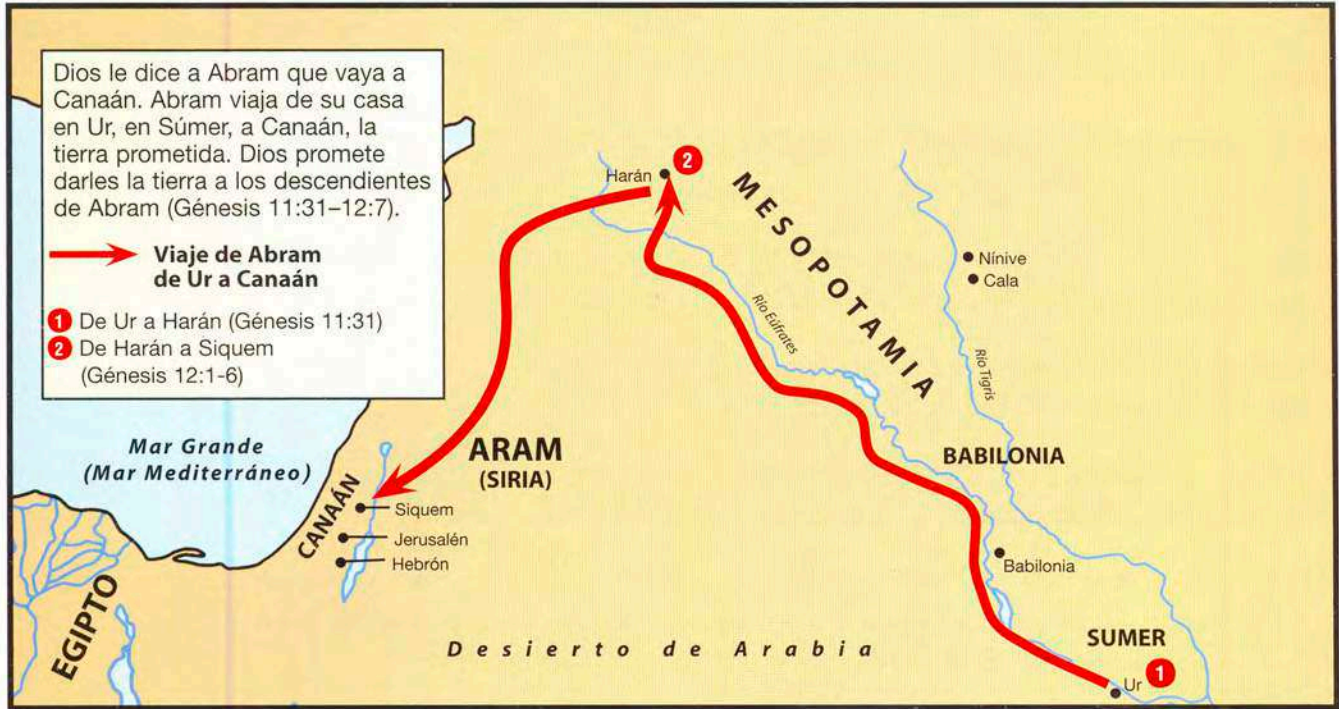 Dios le dice a Abram que vaya a
Canaán. Abram viaja de su casa
en Ur, en Súmer, a Canaán, la
tierra prometida. Dios promete
darles la tierra a los descendientes
de Abram (Génesis 11:31–12:7).
Viaje de Abram
de Ur a Canaán
1 De Ur a Harán (Génesis 11:31)
2 De Harán a Siquem
(Génesis 12:1-6)
Harán
2
MESOPOTAMIA
Nínive
Cala
Río Eúfrates
Río Tigris
Mar Grande
(Mar Mediterráneo)
ARAM
(SIRIA)
BABILONIA
CANAÁN
Siquem
Jerusalén
Hebrón
Babilonia
EGIPTO
Desierto de Arabia
SUMER
Ur
1